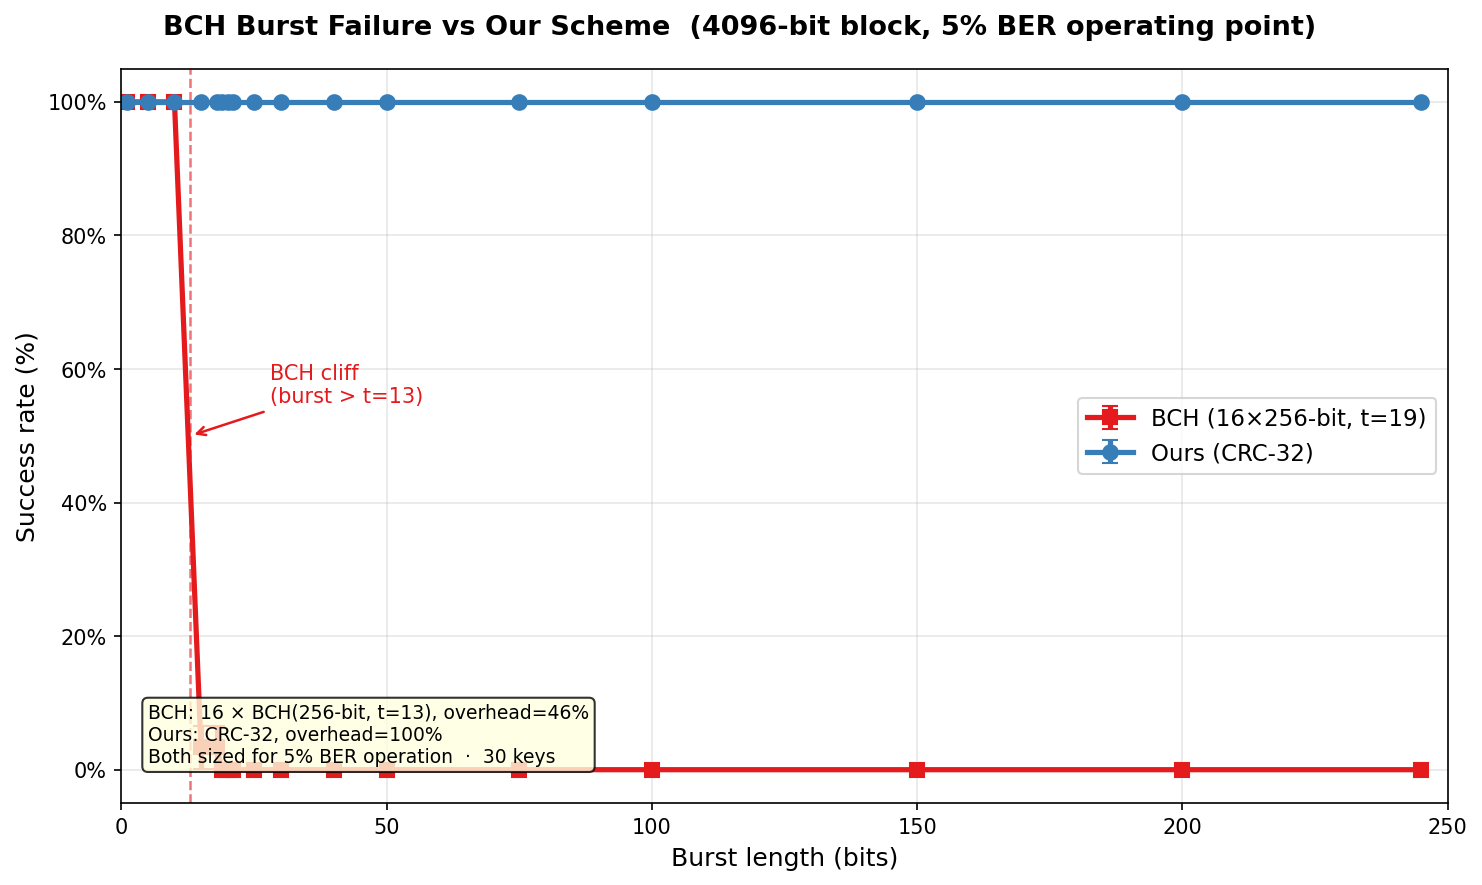 BCH Burst Failure vs Our Scheme  (4096-bit block, 5% BER operating point)
100%
80%
60%
40%
20%
0%
Success rate (%)
BCH cliff
(burst > t=13)
BCH (16×256-bit, t=19)
Ours (CRC-32)
BCH: 16 × BCH(256-bit, t=13), overhead=46%
Ours: CRC-32, overhead=100%
Both sized for 5% BER operation  ·  30 keys
0
50
100
150
200
250
Burst length (bits)